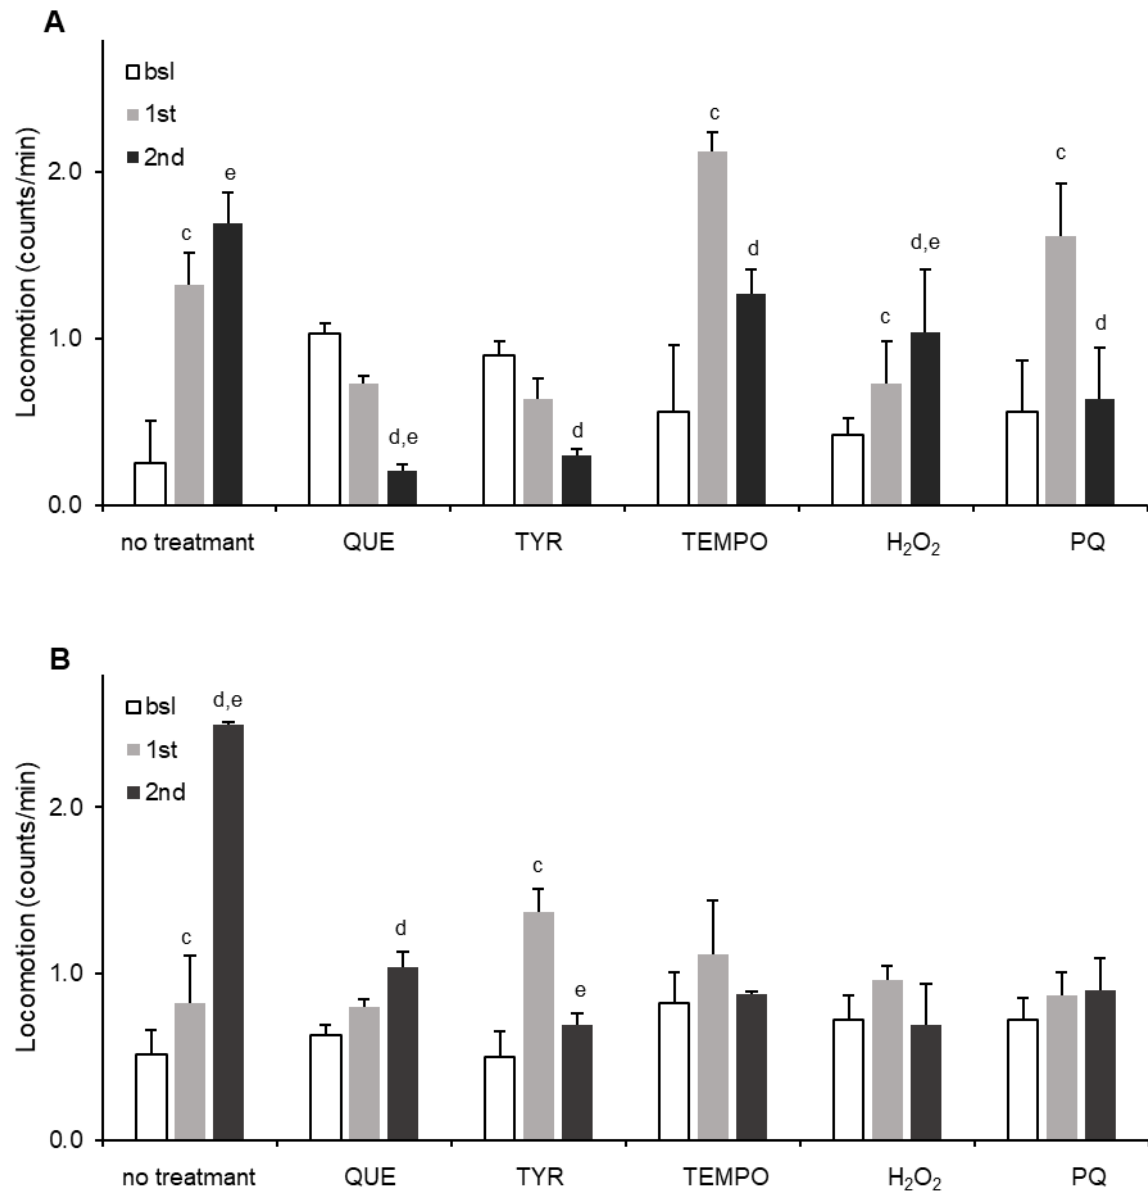 A
bsl
1st
2nd
Locomotion (counts/min)
2.0
1.0
0.0
c
e
d,e
d
c
d
c
d,e
c
d
no treatmant
QUE
TYR
TEMPO
H₂O₂
PQ
B
bsl
1st
2nd
Locomotion (counts/min)
2.0
1.0
0.0
c
d,e
d
c
e
no treatmant
QUE
TYR
TEMPO
H₂O₂
PQ